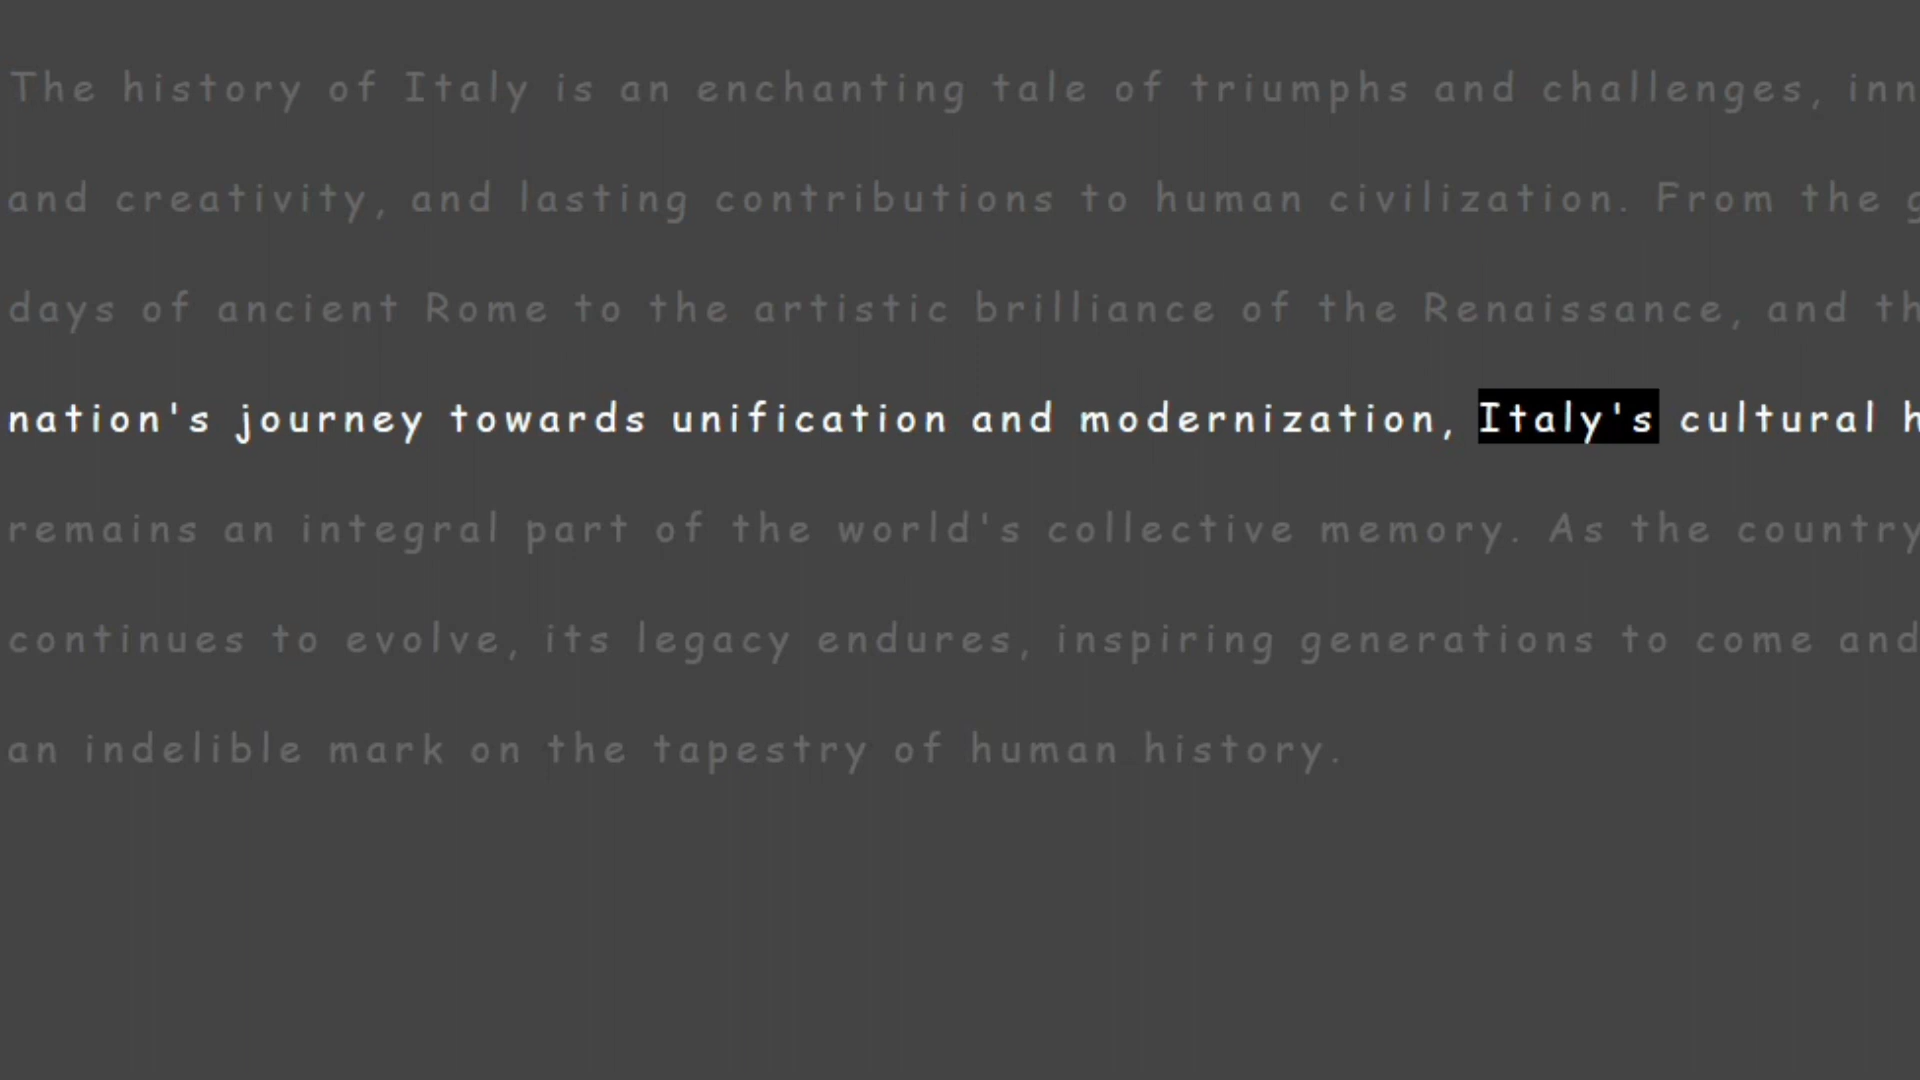 The history of Italy is an enchanting tale of triumphs and challenges,
and creativity, and lasting contributions to human civilization. From the
days of ancient Rome to the artistic brilliance of the Renaissance, and
nation's journey towards unification and modernization, Italy's cultural
remains an integral part of the world's collective memory. As the country
continues to evolve, its legacy endures, inspiring generations to come and
an indelible mark on the tapestry of human history.